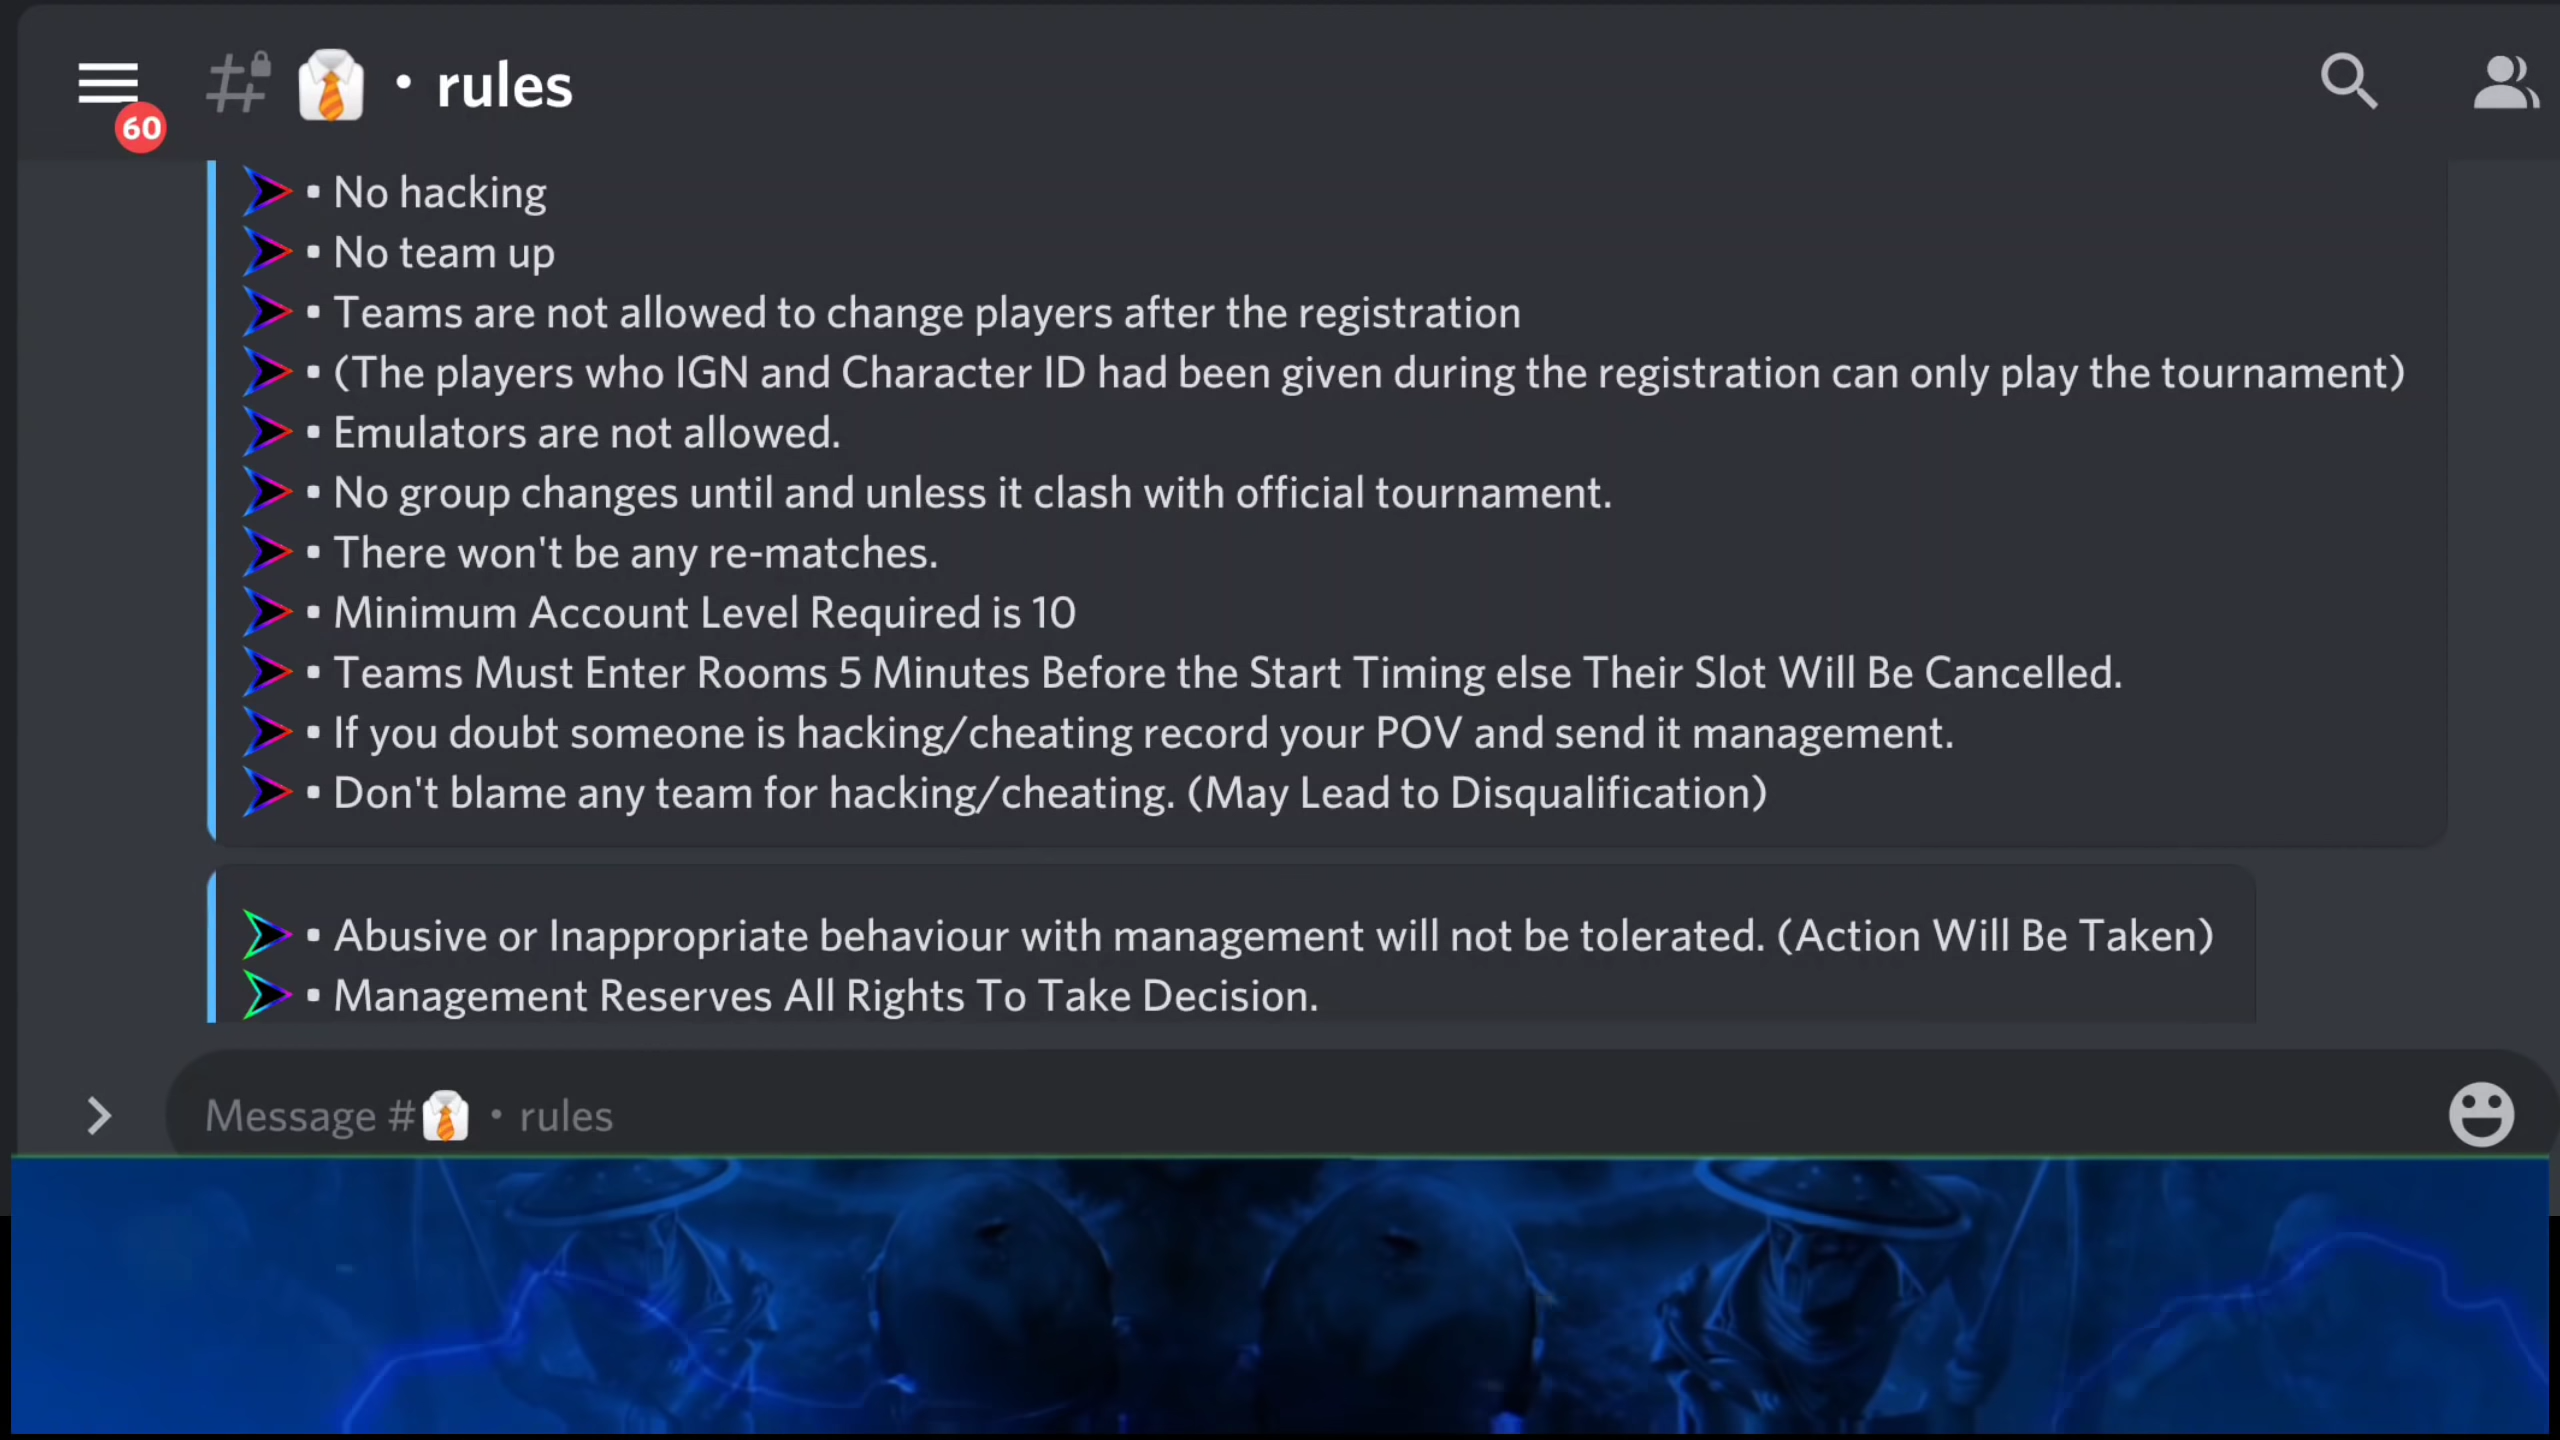 60
# 👔 • rules
▪ No hacking
▪ No team up
▪ Teams are not allowed to change players after the registration
▪ (The players who IGN and Character ID had been given during the registration can only play the tournament)
▪ Emulators are not allowed.
▪ No group changes until and unless it clash with official tournament.
▪ There won't be any re-matches.
▪ Minimum Account Level Required is 10
▪ Teams Must Enter Rooms 5 Minutes Before the Start Timing else Their Slot Will Be Cancelled.
▪ If you doubt someone is hacking/cheating record your POV and send it management.
▪ Don't blame any team for hacking/cheating. (May Lead to Disqualification)
▪ Abusive or Inappropriate behaviour with management will not be tolerated. (Action Will Be Taken)
▪ Management Reserves All Rights To Take Decision.
Message #👔 • rules